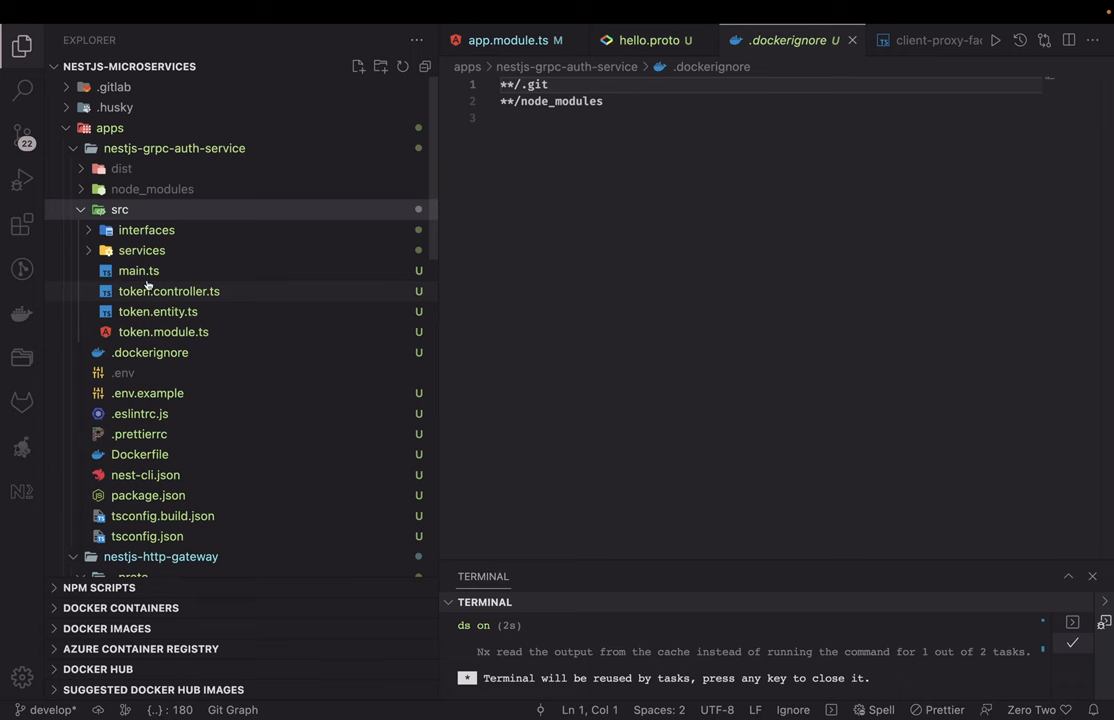 EXPLORER
app.module.ts M
hello.proto U
.dockerignore U
client-proxy-fac
NESTJS-MICROSERVICES
apps > nestjs-grpc-auth-service > .dockerignore
1 **/.git
2 **/node_modules
3
.gitlab
.husky
apps
nestjs-grpc-auth-service
dist
node_modules
src
interfaces
services
main.ts U
token.controller.ts U
token.entity.ts U
token.module.ts U
.dockerignore U
.env
.env.example U
.eslintrc.js U
.prettierrc U
Dockerfile U
nest-cli.json U
package.json U
tsconfig.build.json U
tsconfig.json U
nestjs-http-gateway
NPM SCRIPTS
DOCKER CONTAINERS
DOCKER IMAGES
AZURE CONTAINER REGISTRY
DOCKER HUB
SUGGESTED DOCKER HUB IMAGES
22
TERMINAL
TERMINAL
ds on (2s)
Nx read the output from the cache instead of running the command for 1 out of 2 tasks.
* Terminal will be reused by tasks, press any key to close it.
develop* {..} : 180 Git Graph Ln 1, Col 1 Spaces: 2 UTF-8 LF Ignore Spell Prettier Zero Two